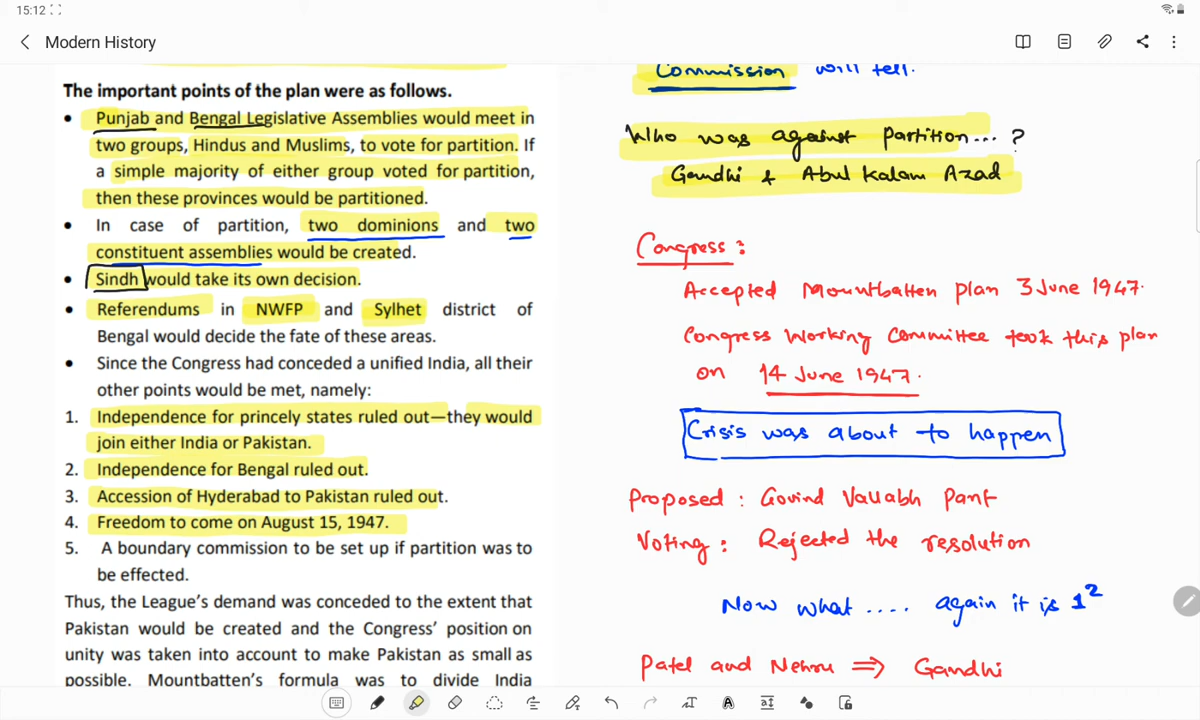 15:12
Modern History
The important points of the plan were as follows.
• Punjab and Bengal Legislative Assemblies would meet in
two groups, Hindus and Muslims, to vote for partition. If
a simple majority of either group voted for partition,
then these provinces would be partitioned.
• In case of partition, two dominions and two
constituent assemblies would be created.
• Sindh would take its own decision.
• Referendums in NWFP and Sylhet district of
Bengal would decide the fate of these areas.
• Since the Congress had conceded a unified India, all their
other points would be met, namely:
1. Independence for princely states ruled out—they would
join either India or Pakistan.
2. Independence for Bengal ruled out.
3. Accession of Hyderabad to Pakistan ruled out.
4. Freedom to come on August 15, 1947.
5. A boundary commission to be set up if partition was to
be effected.
Thus, the League's demand was conceded to the extent that
Pakistan would be created and the Congress' position on
unity was taken into account to make Pakistan as small as
possible. Mountbatten's formula was to divide India
Commission will tell.
Who was against partition... ?
Gandhi & Abul Kalam Azad
Congress:
Accepted Mountbatten plan 3 June 1947.
Congress Working Committee took this plan
on 14 June 1947.
Crisis was about to happen
Proposed: Govind Vallabh Pant
Voting: Rejected the resolution
Now what .... again it is 1²
Patel and Nehru ⇒ Gandhi